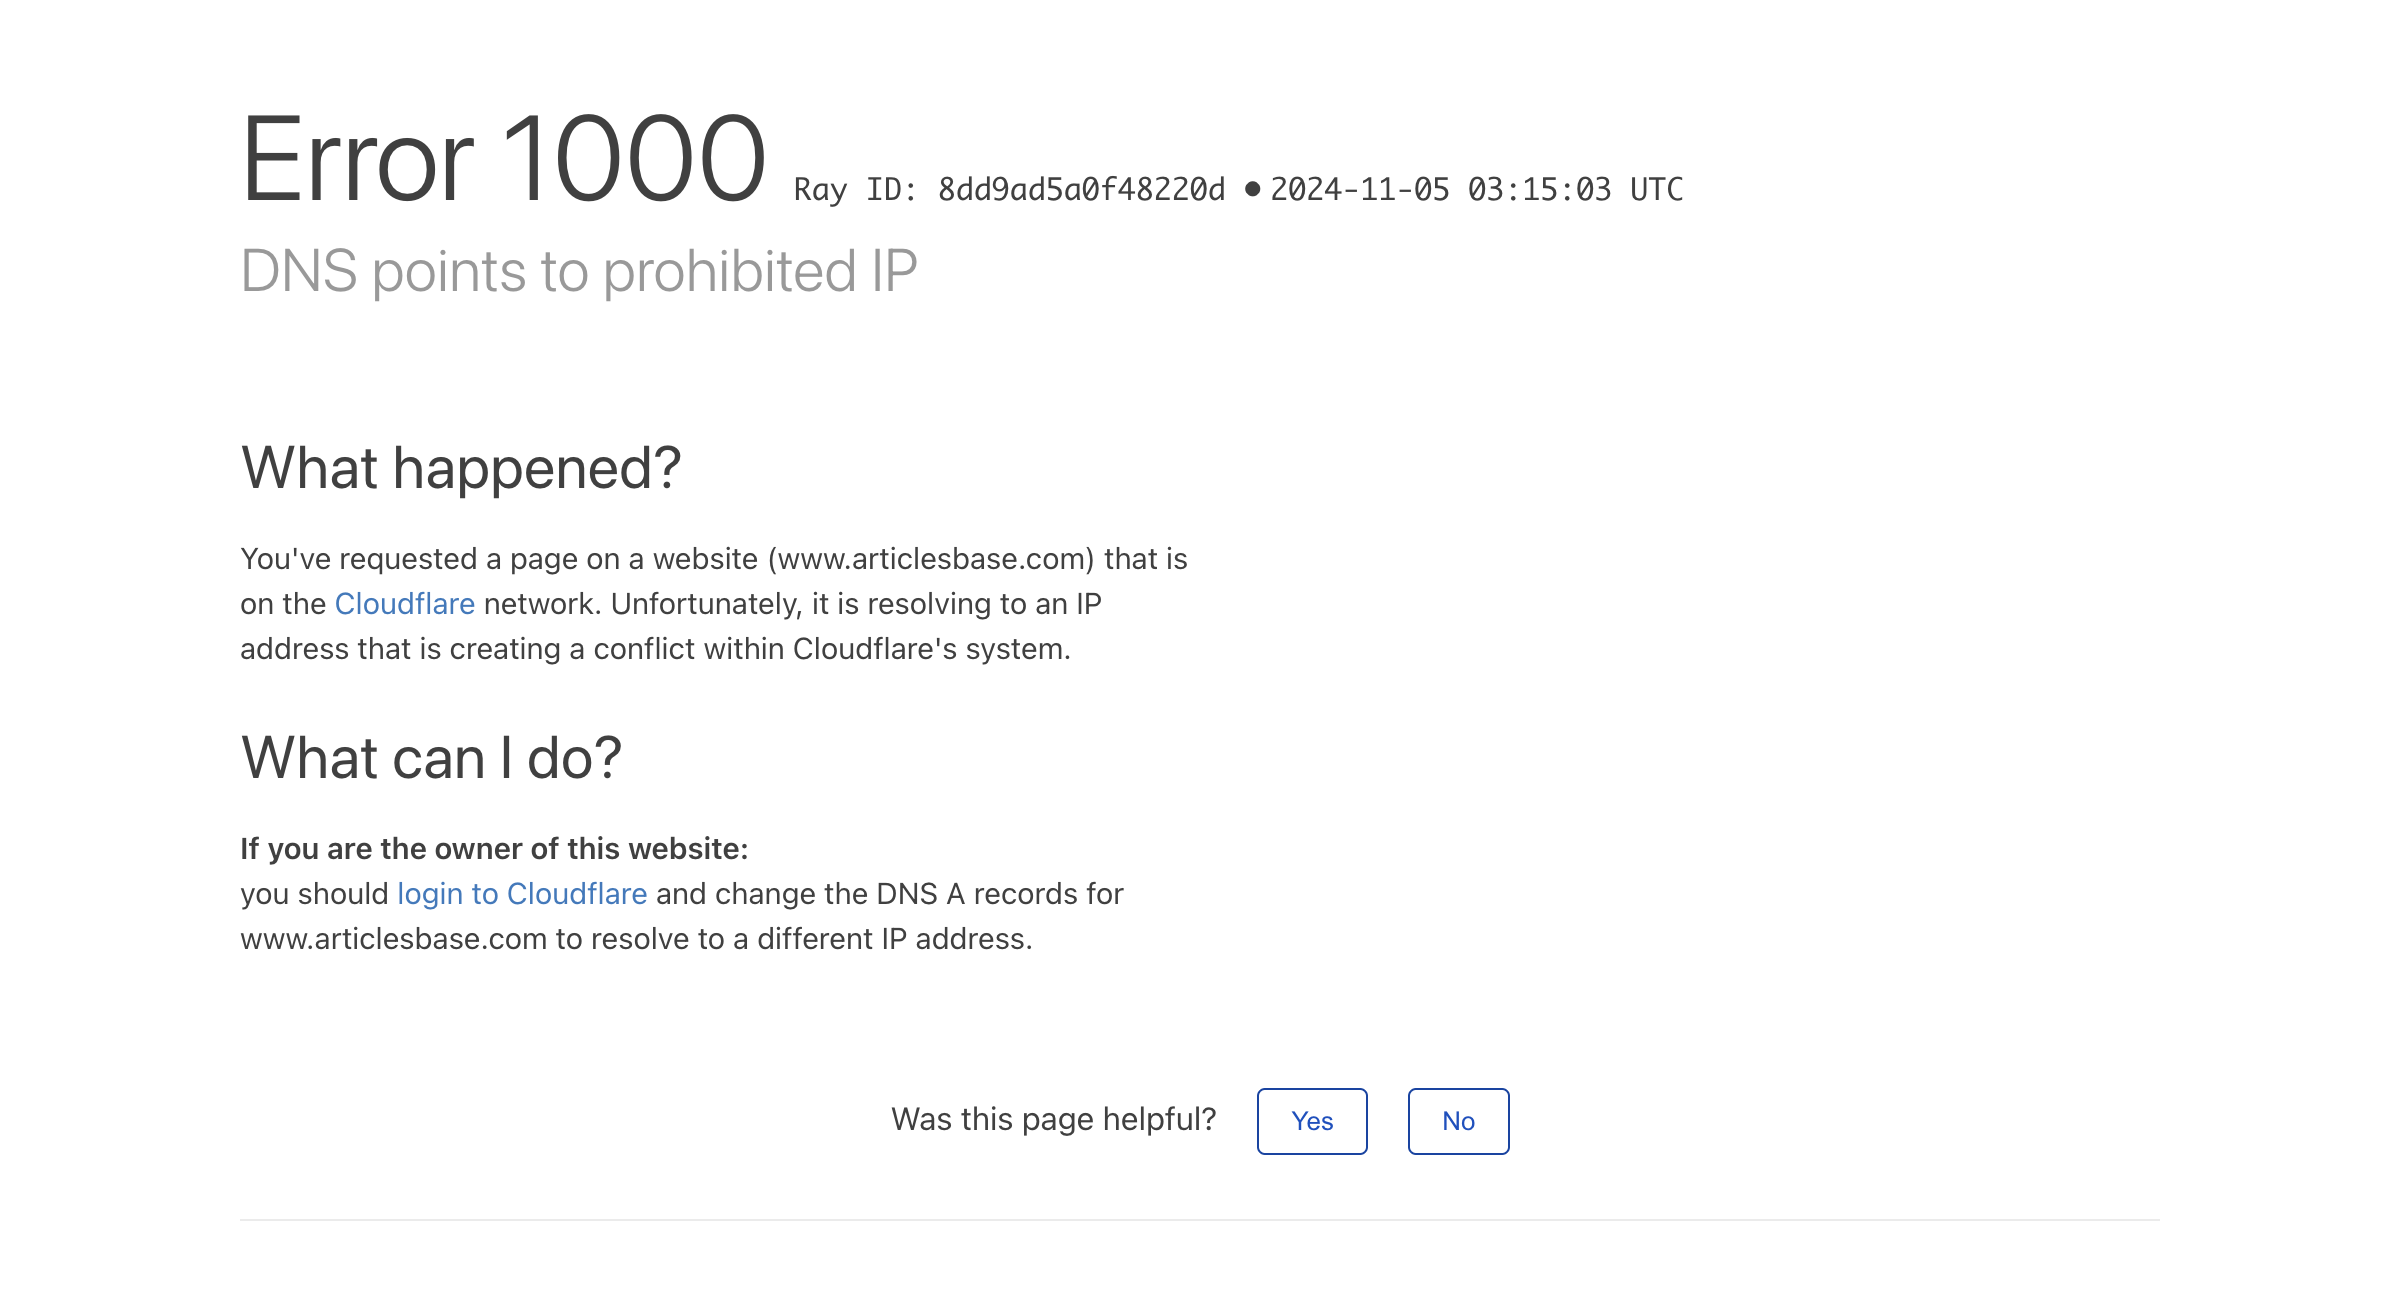 Error 1000 Ray ID: 8dd9ad5a0f48220d • 2024-11-05 03:15:03 UTC
DNS points to prohibited IP
What happened?
You've requested a page on a website (www.articlesbase.com) that is
on the Cloudflare network. Unfortunately, it is resolving to an IP
address that is creating a conflict within Cloudflare's system.
What can I do?
If you are the owner of this website:
you should login to Cloudflare and change the DNS A records for
www.articlesbase.com to resolve to a different IP address.
Was this page helpful? Yes No